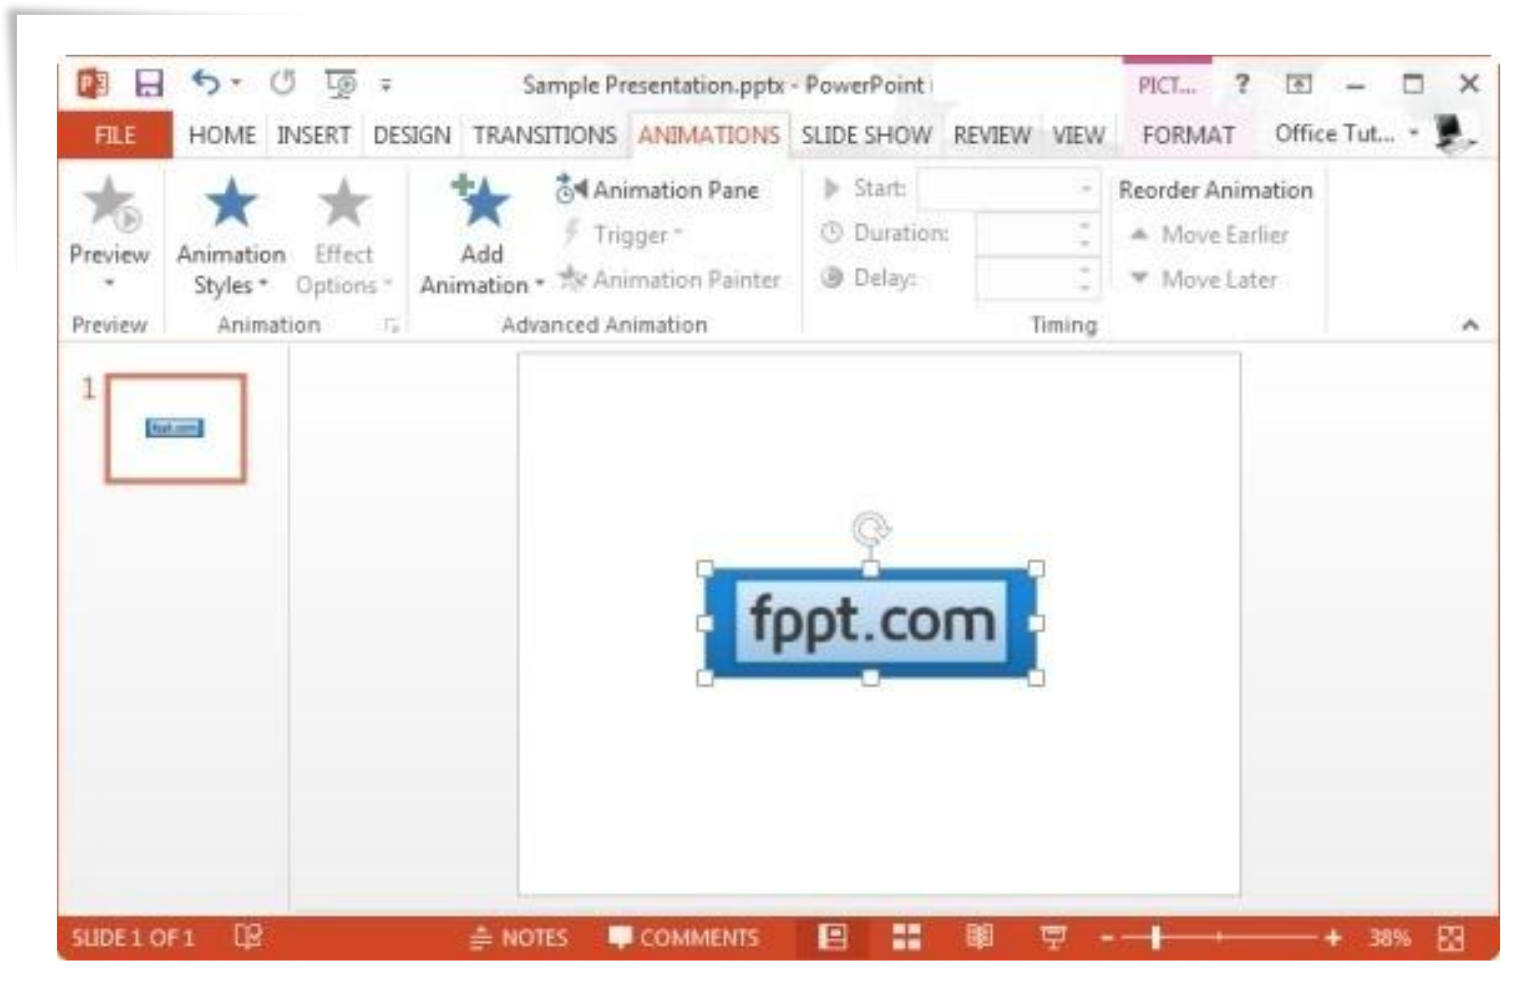 Sample Presentation.pptx - PowerPoint
PICT... ?
FILE HOME INSERT DESIGN TRANSITIONS ANIMATIONS SLIDE SHOW REVIEW VIEW FORMAT Office Tut...
Animation Pane Start: Reorder Animation
Trigger Duration: Move Earlier
Preview Animation Effect Add
Styles Options Animation Animation Painter Delay: Move Later
Preview Animation Advanced Animation Timing
1
fppt.com
fppt.com
SLIDE 1 OF 1 NOTES COMMENTS 38%